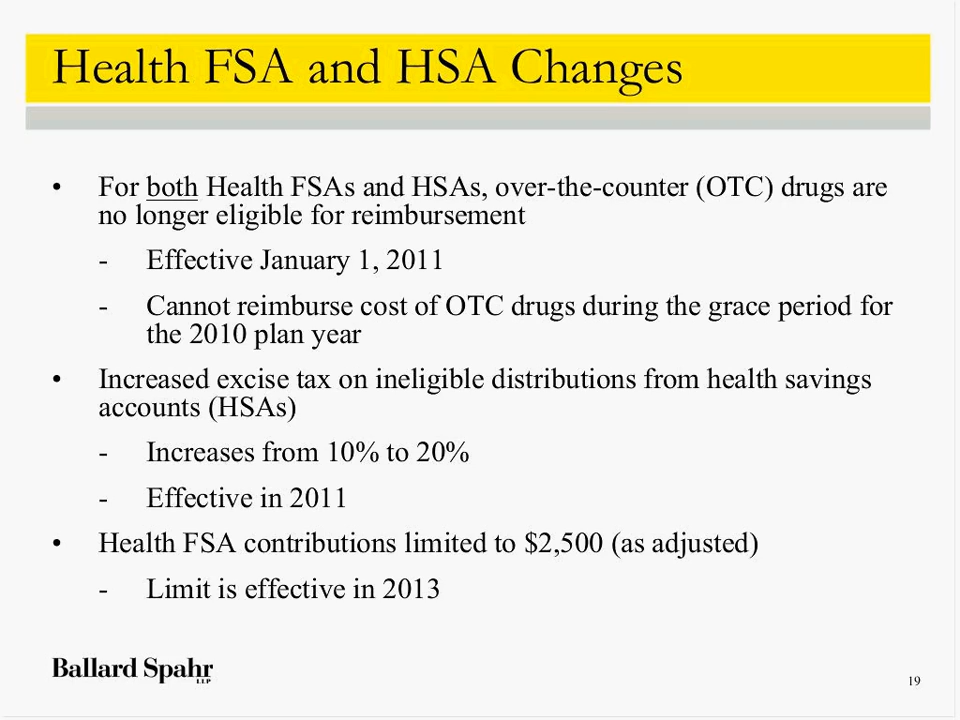 Health FSA and HSA Changes
• For both Health FSAs and HSAs, over-the-counter (OTC) drugs are
no longer eligible for reimbursement
- Effective January 1, 2011
- Cannot reimburse cost of OTC drugs during the grace period for
the 2010 plan year
• Increased excise tax on ineligible distributions from health savings
accounts (HSAs)
- Increases from 10% to 20%
- Effective in 2011
• Health FSA contributions limited to $2,500 (as adjusted)
- Limit is effective in 2013
Ballard Spahr
LLP
19